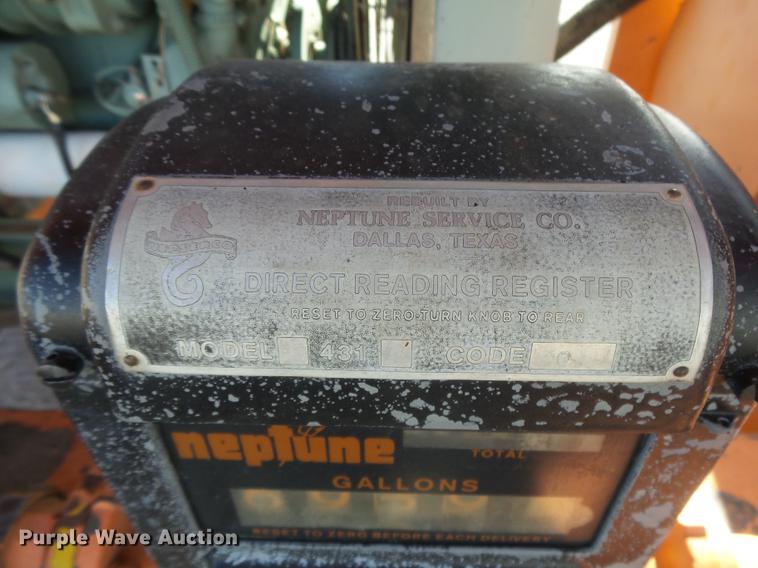 REBUILT BY
NEPTUNE SERVICE CO.
DALLAS, TEXAS
DIRECT READING REGISTER
RESET TO ZERO-TURN KNOB TO REAR
MODEL 431 CODE
neptune
TOTAL
GALLONS
RESET TO ZERO BEFORE EACH DELIVERY
Purple Wave Auction